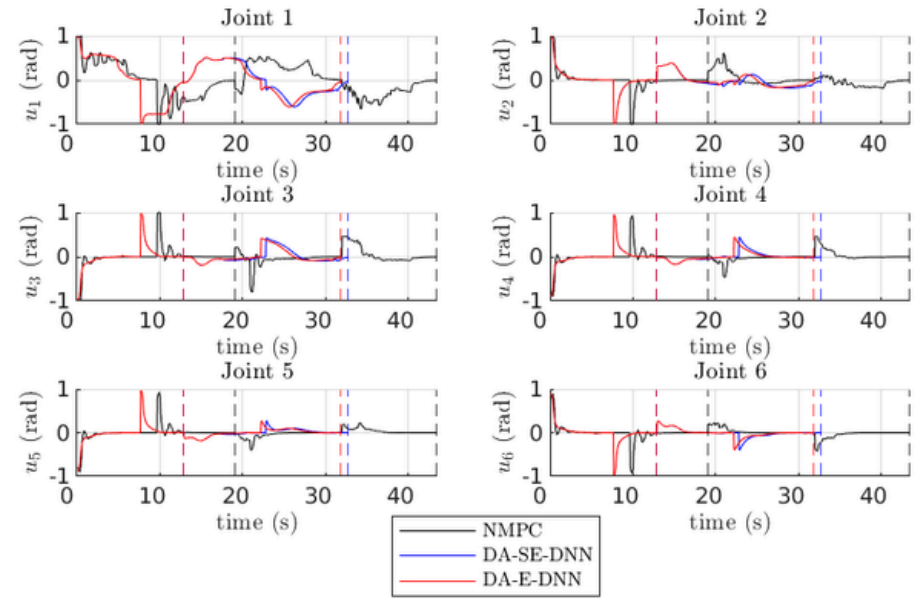 Joint 1
Joint 2
1
0
-1
u1 (rad)
0
10
20
30
40
time (s)
1
0
-1
u2 (rad)
0
10
20
30
40
time (s)
Joint 3
Joint 4
1
0
-1
u3 (rad)
0
10
20
30
40
time (s)
1
0
-1
u4 (rad)
0
10
20
30
40
time (s)
Joint 5
Joint 6
1
0
-1
u5 (rad)
0
10
20
30
40
time (s)
1
0
-1
u6 (rad)
0
10
20
30
40
time (s)
NMPC
DA-SE-DNN
DA-E-DNN